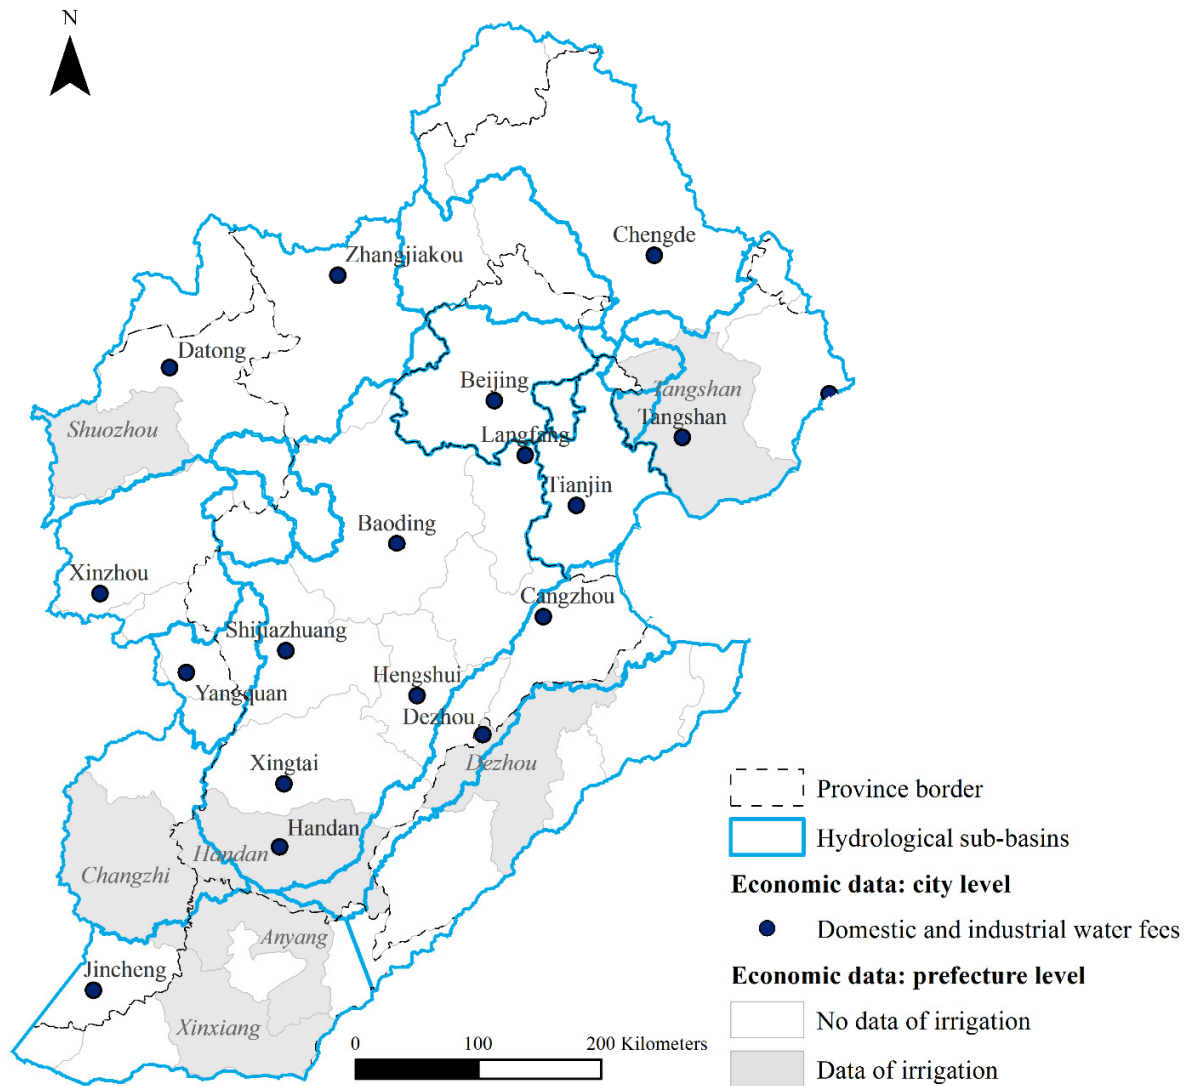 N
Chengde
Zhangjiakou
Datong
Beijing
Tangshan
Shuozhou
Tangshan
Langfang
Tianjin
Baoding
Xinzhou
Cangzhou
Shijiazhuang
Hengshui
Yangquan
Dezhou
Xingtai
Dezhou
Handan
Handan
Changzhi
Anyang
Jincheng
Xinxiang
0 100 200 Kilometers
Province border
Hydrological sub-basins
Economic data: city level
Domestic and industrial water fees
Economic data: prefecture level
No data of irrigation
Data of irrigation